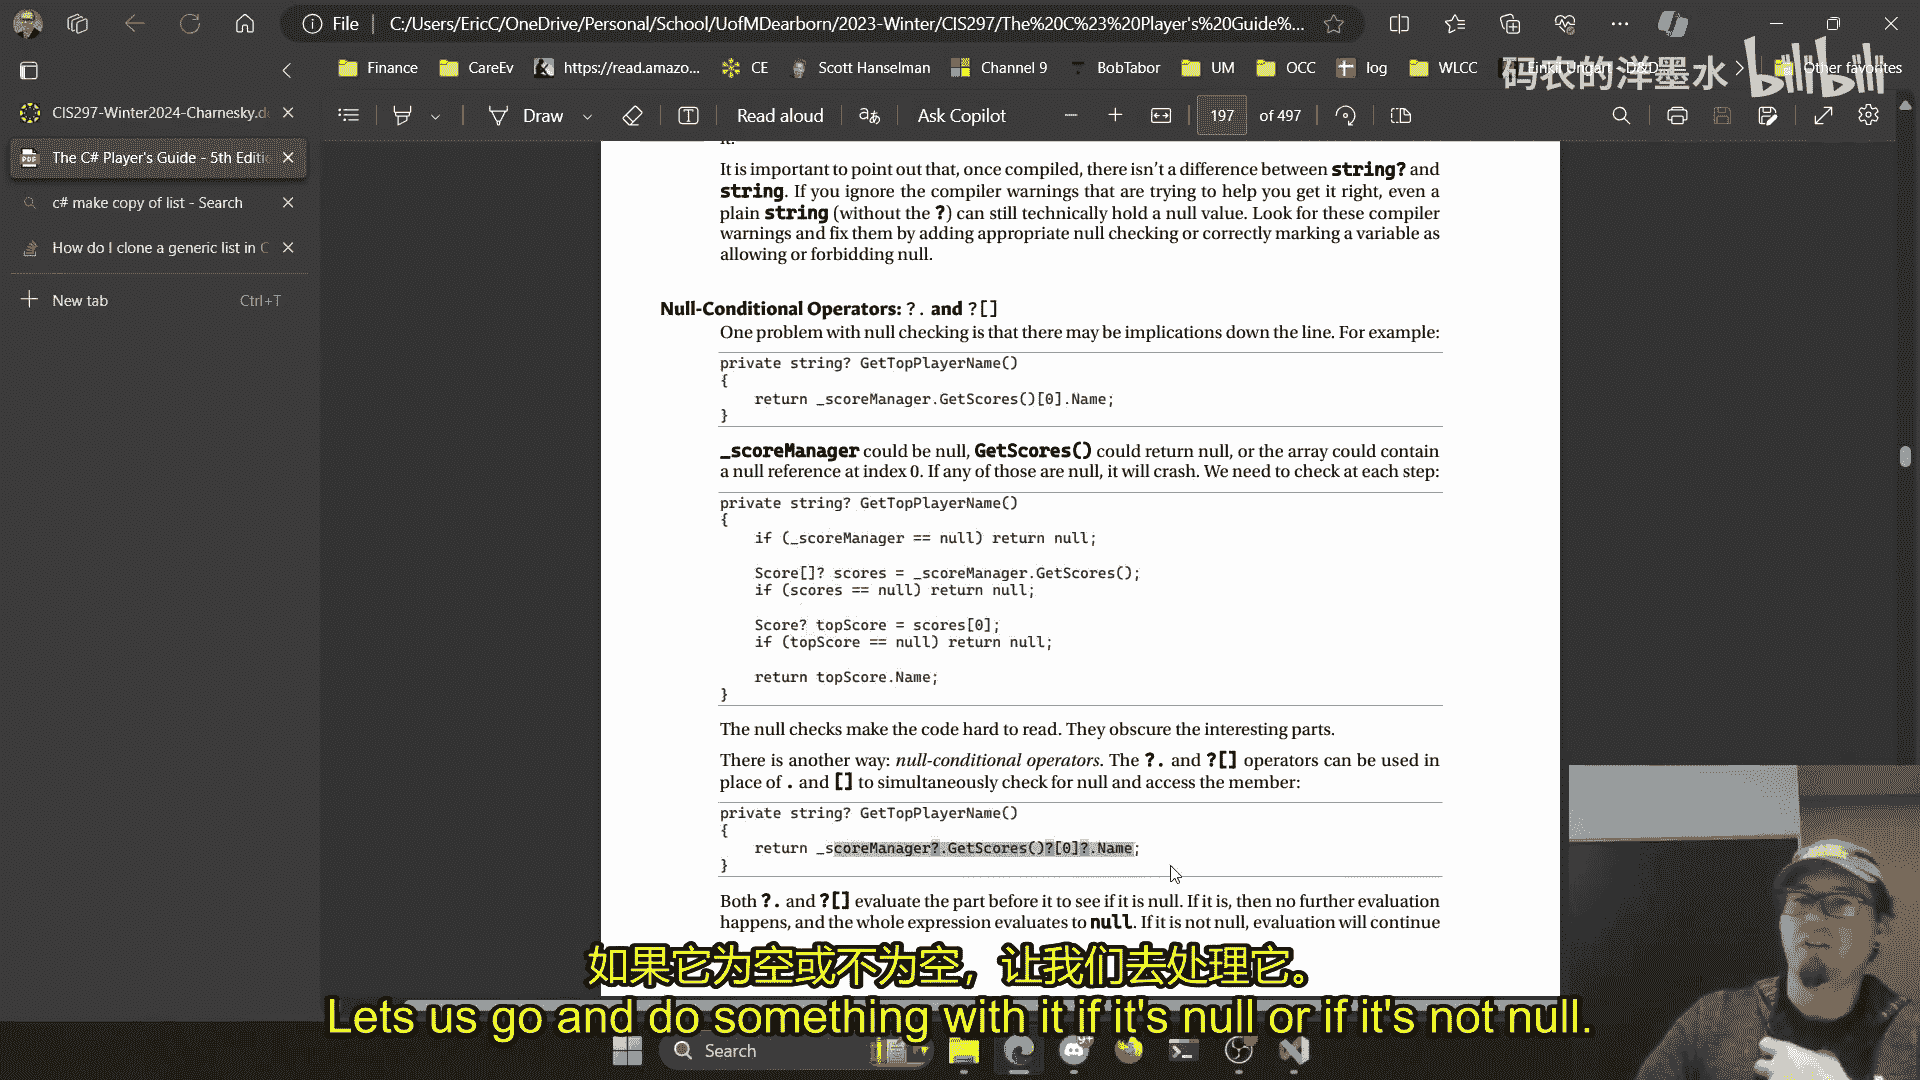 File
C:/Users/EricC/OneDrive/Personal/School/UofMDearborn/2023-Winter/CIS297/The%20C%23%20Player's%20Guide%...
Finance
CareEv
https://read.amazo...
CE
Scott Hanselman
Channel 9
BobTabor
UM
OCC
log
WLCC
Other favorites
码农的洋墨水
bilibili
CIS297-Winter2024-Charnesky.de
The C# Player's Guide - 5th Editio
c# make copy of list - Search
How do I clone a generic list in C
New tab
Ctrl+T
Draw
Read aloud
Ask Copilot
197
of 497
it.
It is important to point out that, once compiled, there isn't a difference between string? and
string. If you ignore the compiler warnings that are trying to help you get it right, even a
plain string (without the ?) can still technically hold a null value. Look for these compiler
warnings and fix them by adding appropriate null checking or correctly marking a variable as
allowing or forbidding null.
Null-Conditional Operators: ?. and ?[]
One problem with null checking is that there may be implications down the line. For example:
private string? GetTopPlayerName()
{
return _scoreManager.GetScores()[0].Name;
}
_scoreManager could be null, GetScores() could return null, or the array could contain
a null reference at index 0. If any of those are null, it will crash. We need to check at each step:
private string? GetTopPlayerName()
{
if (_scoreManager == null) return null;
Score[]? scores = _scoreManager.GetScores();
if (scores == null) return null;
Score? topScore = scores[0];
if (topScore == null) return null;
return topScore.Name;
}
The null checks make the code hard to read. They obscure the interesting parts.
There is another way: null-conditional operators. The ?. and ?[] operators can be used in
place of . and [] to simultaneously check for null and access the member:
private string? GetTopPlayerName()
{
return _scoreManager?.GetScores()?[0]?.Name;
}
Both ?. and ?[] evaluate the part before it to see if it is null. If it is, then no further evaluation
happens, and the whole expression evaluates to null. If it is not null, evaluation will continue
如果它为空或不为空，让我们去处理它。
Lets us go and do something with it if it's null or if it's not null.
Search